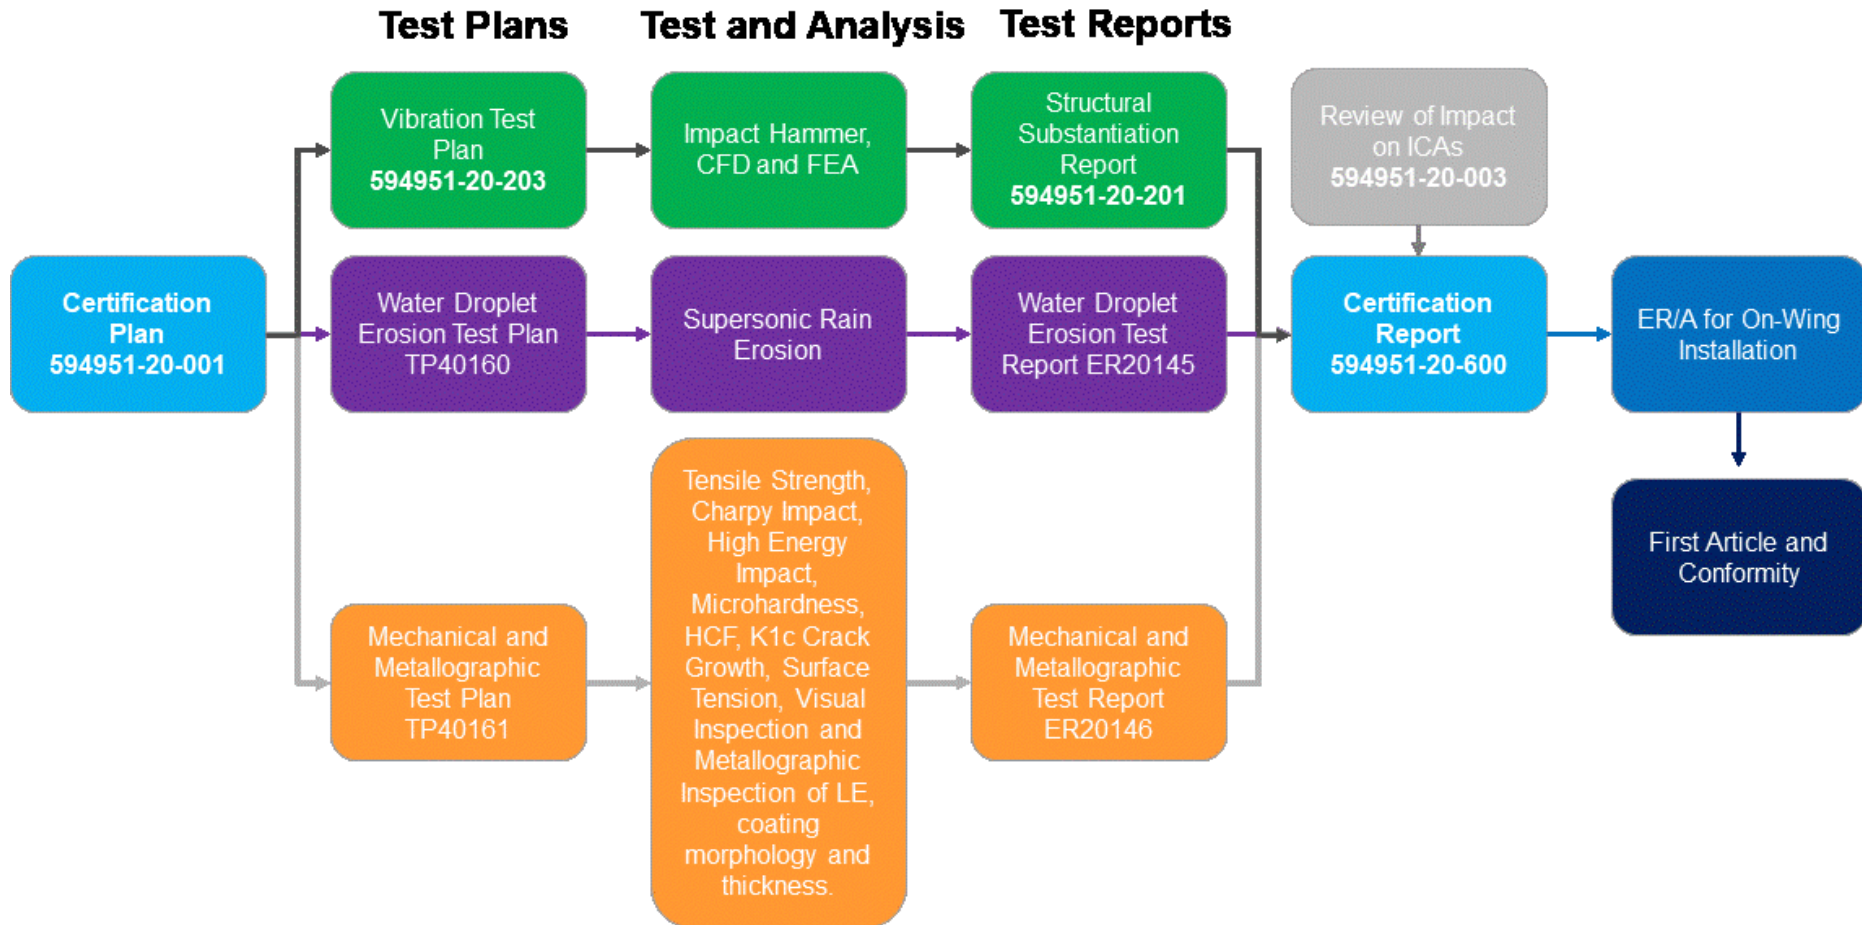 Test Plans
Test and Analysis
Test Reports
Certification
Plan
594951-20-001
Vibration Test
Plan
594951-20-203
Impact Hammer,
CFD and FEA
Structural
Substantiation
Report
594951-20-201
Water Droplet
Erosion Test Plan
TP40160
Supersonic Rain
Erosion
Water Droplet
Erosion Test
Report ER20145
Mechanical and
Metallographic
Test Plan
TP40161
Tensile Strength,
Charpy Impact,
High Energy
Impact,
Microhardness,
HCF, K1c Crack
Growth, Surface
Tension, Visual
Inspection and
Metallographic
Inspection of LE,
coating
morphology and
thickness.
Mechanical and
Metallographic
Test Report
ER20146
Review of Impact
on ICAs
594951-20-003
Certification
Report
594951-20-600
ER/A for On-Wing
Installation
First Article and
Conformity